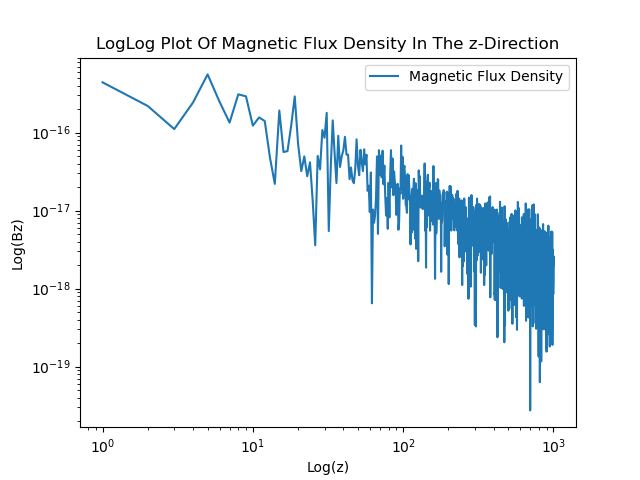 LogLog Plot Of Magnetic Flux Density In The z-Direction
Magnetic Flux Density
Log(Bz)
10⁻¹⁶
10⁻¹⁷
10⁻¹⁸
10⁻¹⁹
10⁰ 10¹ 10² 10³
Log(z)